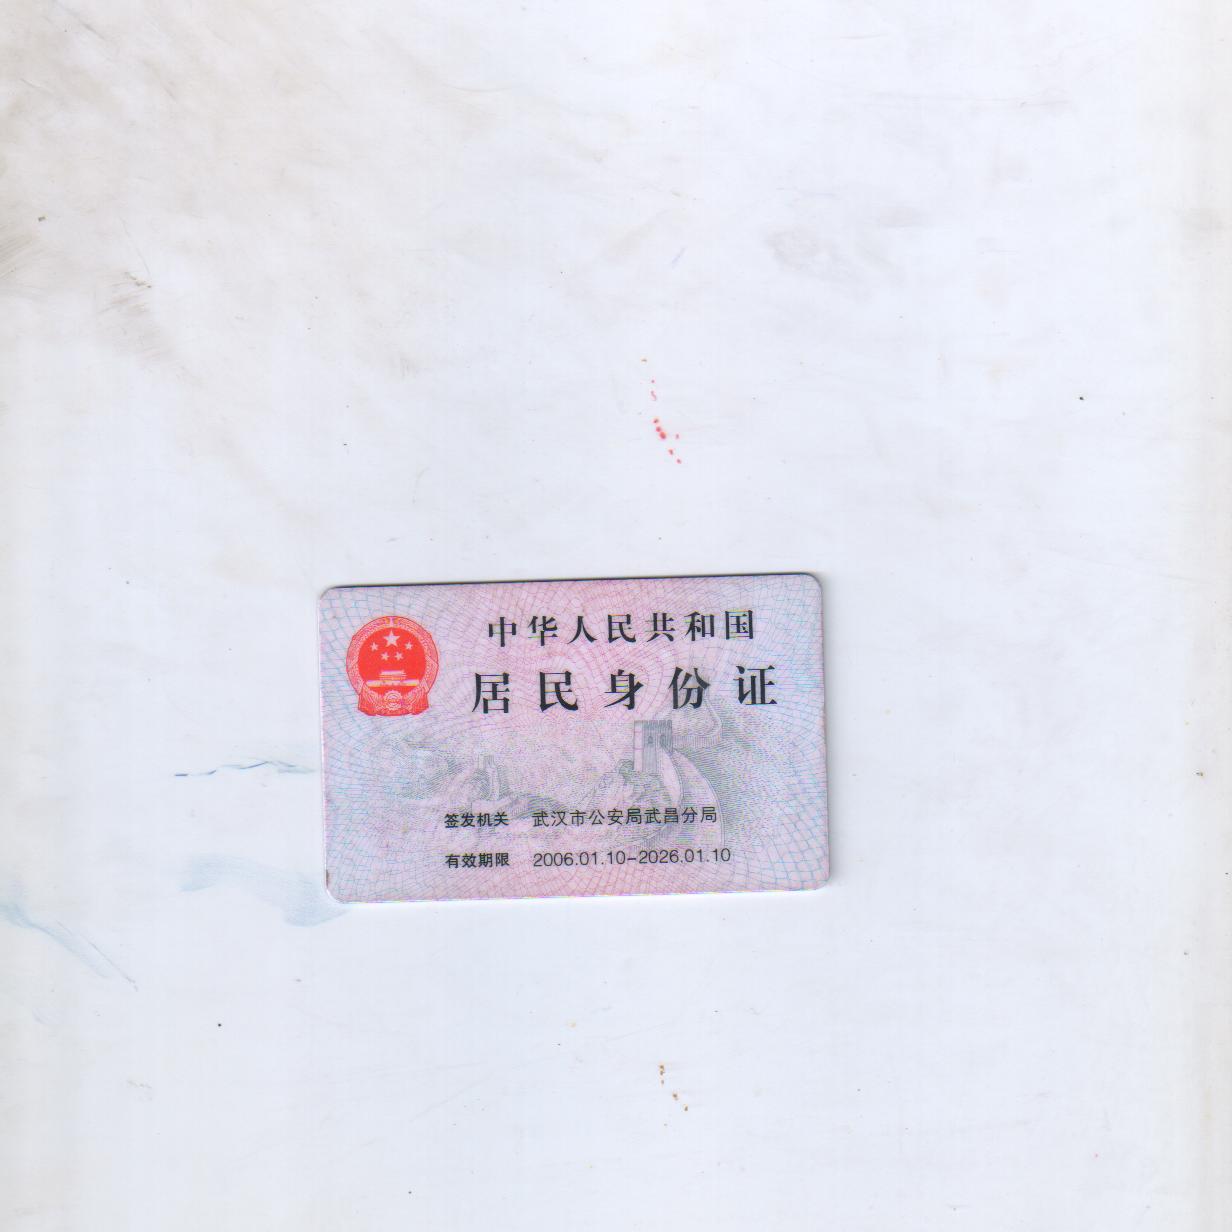 中华人民共和国
居民身份证
签发机关 武汉市公安局武昌分局
有效期限 2006.01.10-2026.01.10